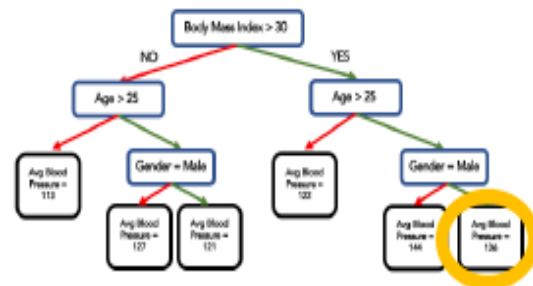 Body Mass Index > 30
NO
YES
Age > 25
Age > 25
Avg Blood
Pressure =
113
Gender = Male
Avg Blood
Pressure =
122
Gender = Male
Avg Blood
Pressure =
127
Avg Blood
Pressure =
121
Avg Blood
Pressure =
144
Avg Blood
Pressure =
136